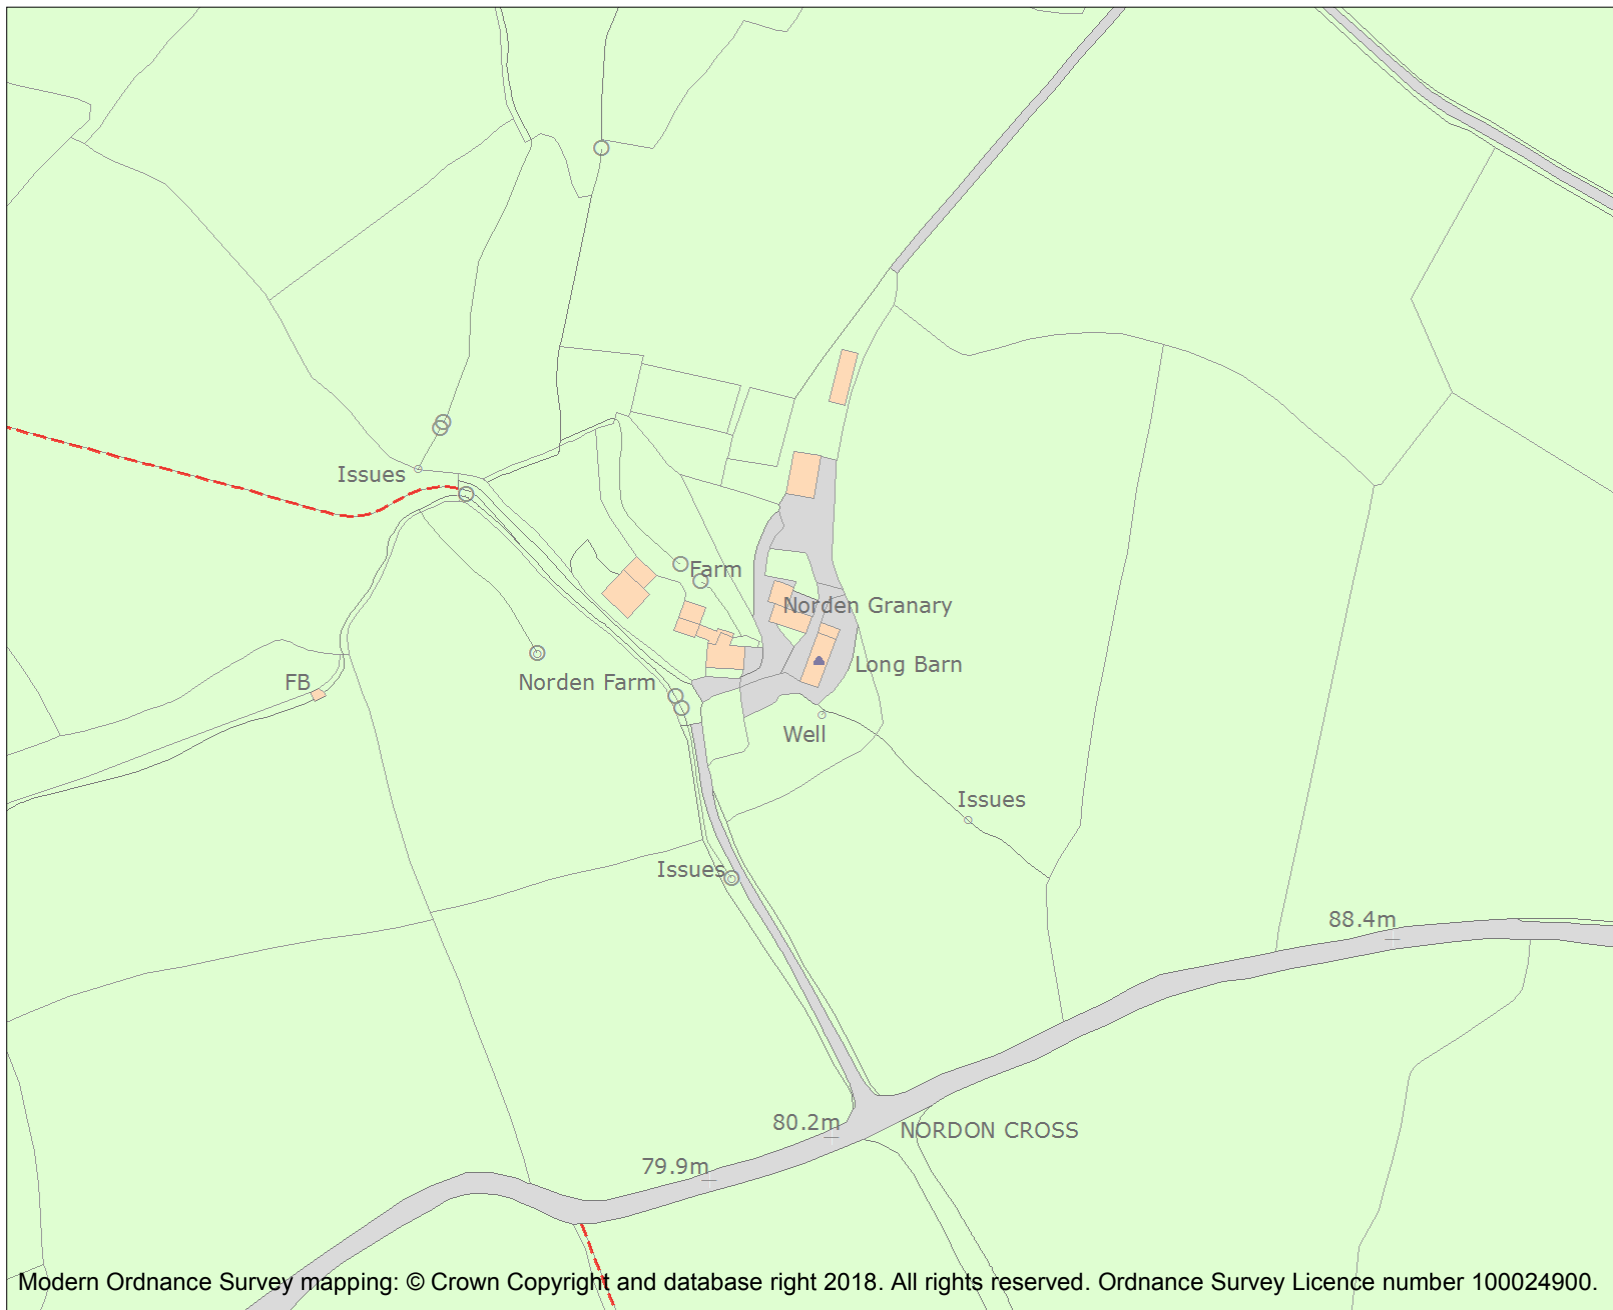 Issues
Farm
Norden Granary
Long Barn
FB
Norden Farm
Well
Issues
Issues
88.4m
80.2m
NORDON CROSS
79.9m
Modern Ordnance Survey mapping: © Crown Copyright and database right 2018. All rights reserved. Ordnance Survey Licence number 100024900.